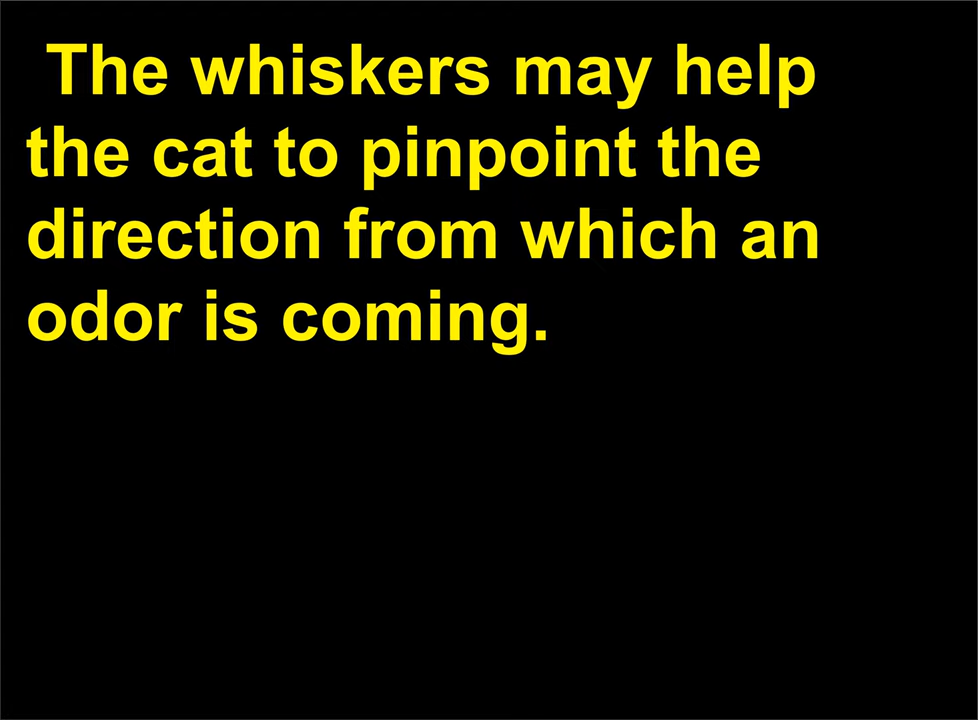 The whiskers may help
the cat to pinpoint the
direction from which an
odor is coming.